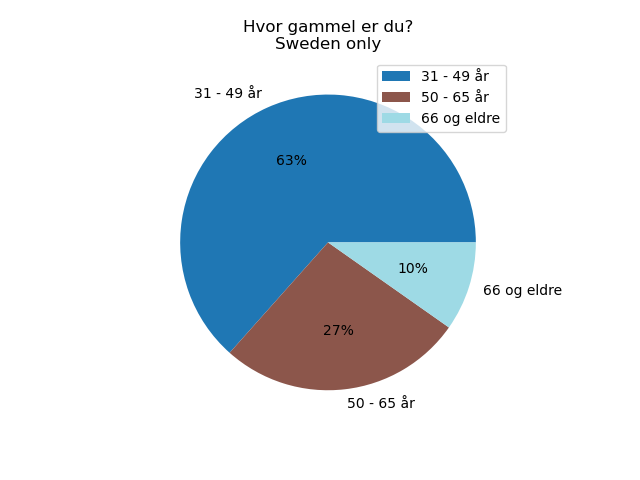 Hvor gammel er du?
Sweden only
31 - 49 år
50 - 65 år
66 og eldre
31 - 49 år
63%
10%
66 og eldre
27%
50 - 65 år